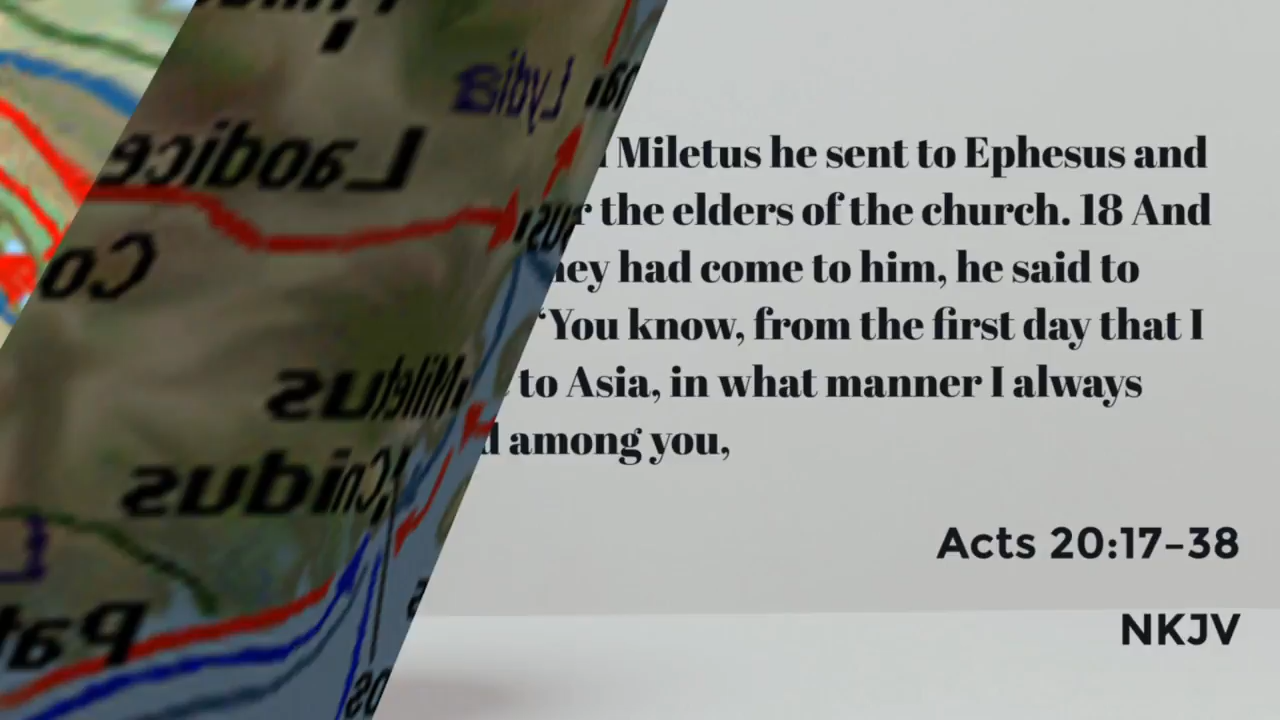 Lydia
Laodice
Co
Miletus
Cnidus
Pat
Miletus he sent to Ephesus and
the elders of the church. 18 And
had come to him, he said to
“You know, from the first day that I
to Asia, in what manner I always
among you,
Acts 20:17–38
NKJV